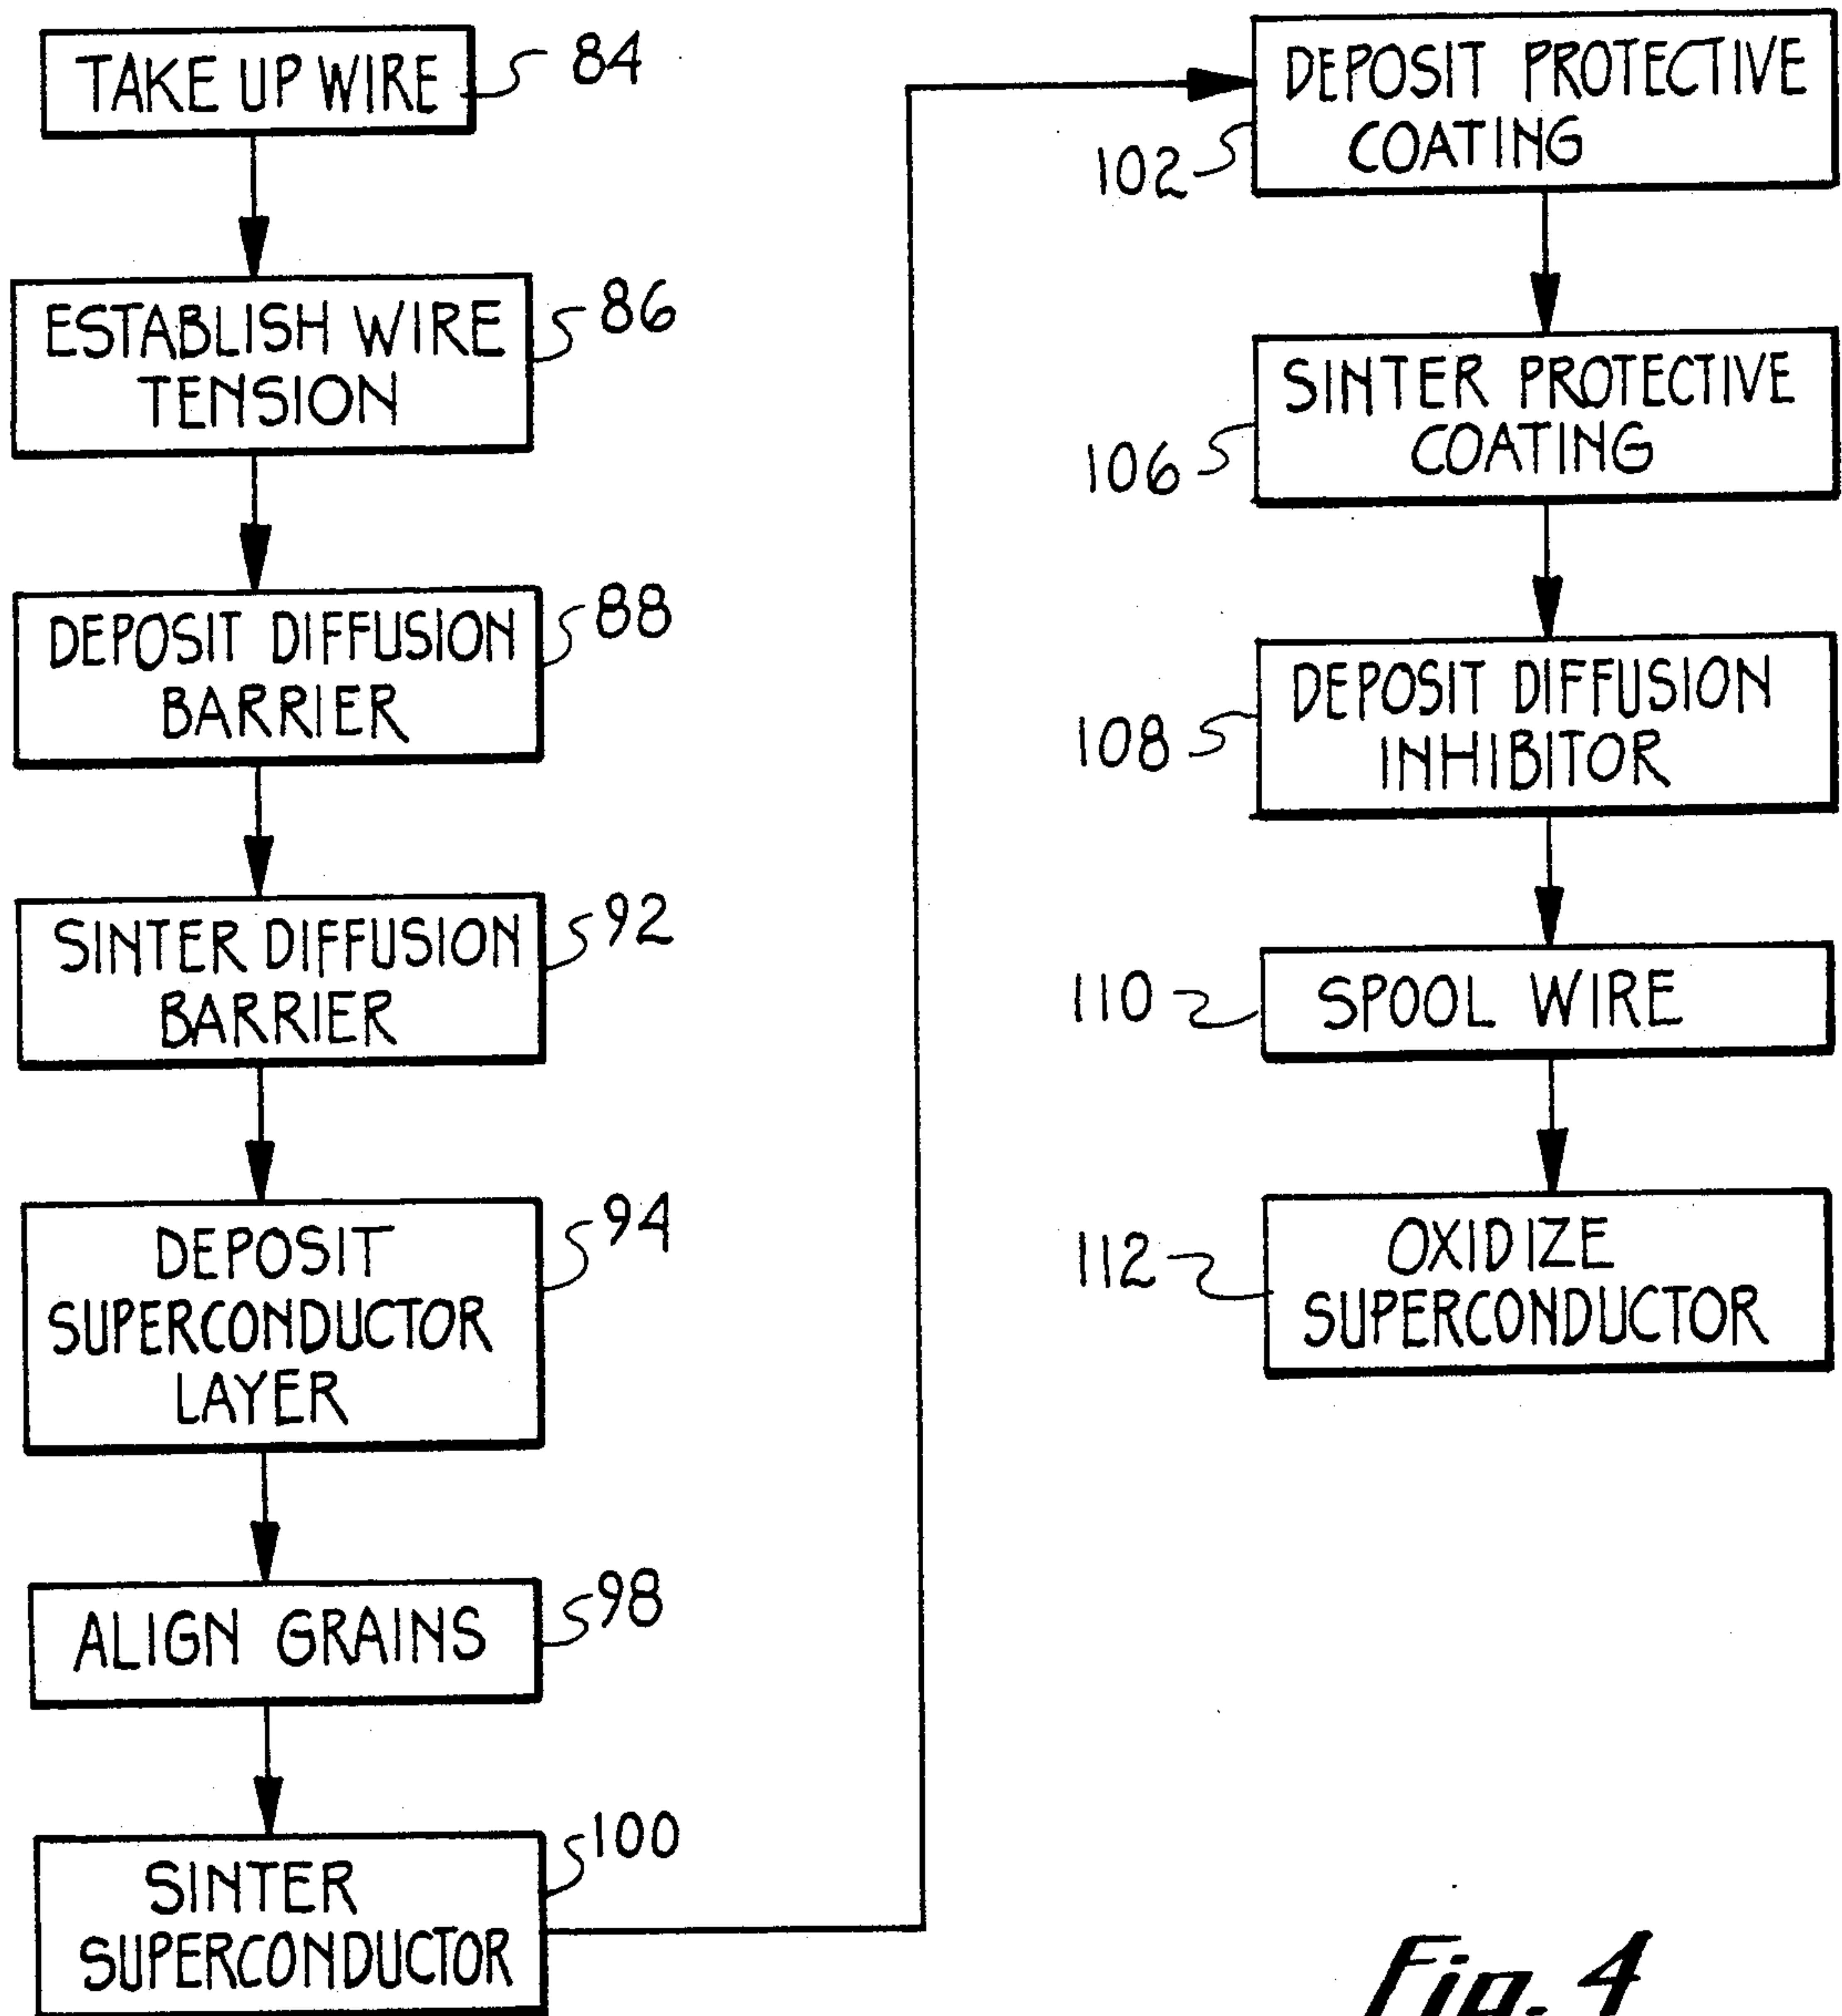 TAKE UP WIRE
84
ESTABLISH WIRE
TENSION
86
DEPOSIT DIFFUSION
BARRIER
88
SINTER DIFFUSION
BARRIER
92
DEPOSIT
SUPERCONDUCTOR
LAYER
94
ALIGN GRAINS
98
SINTER
SUPERCONDUCTOR
100
DEPOSIT PROTECTIVE
COATING
102
SINTER PROTECTIVE
COATING
106
DEPOSIT DIFFUSION
INHIBITOR
108
SPOOL WIRE
110
OXIDIZE
SUPERCONDUCTOR
112
Fig. 4